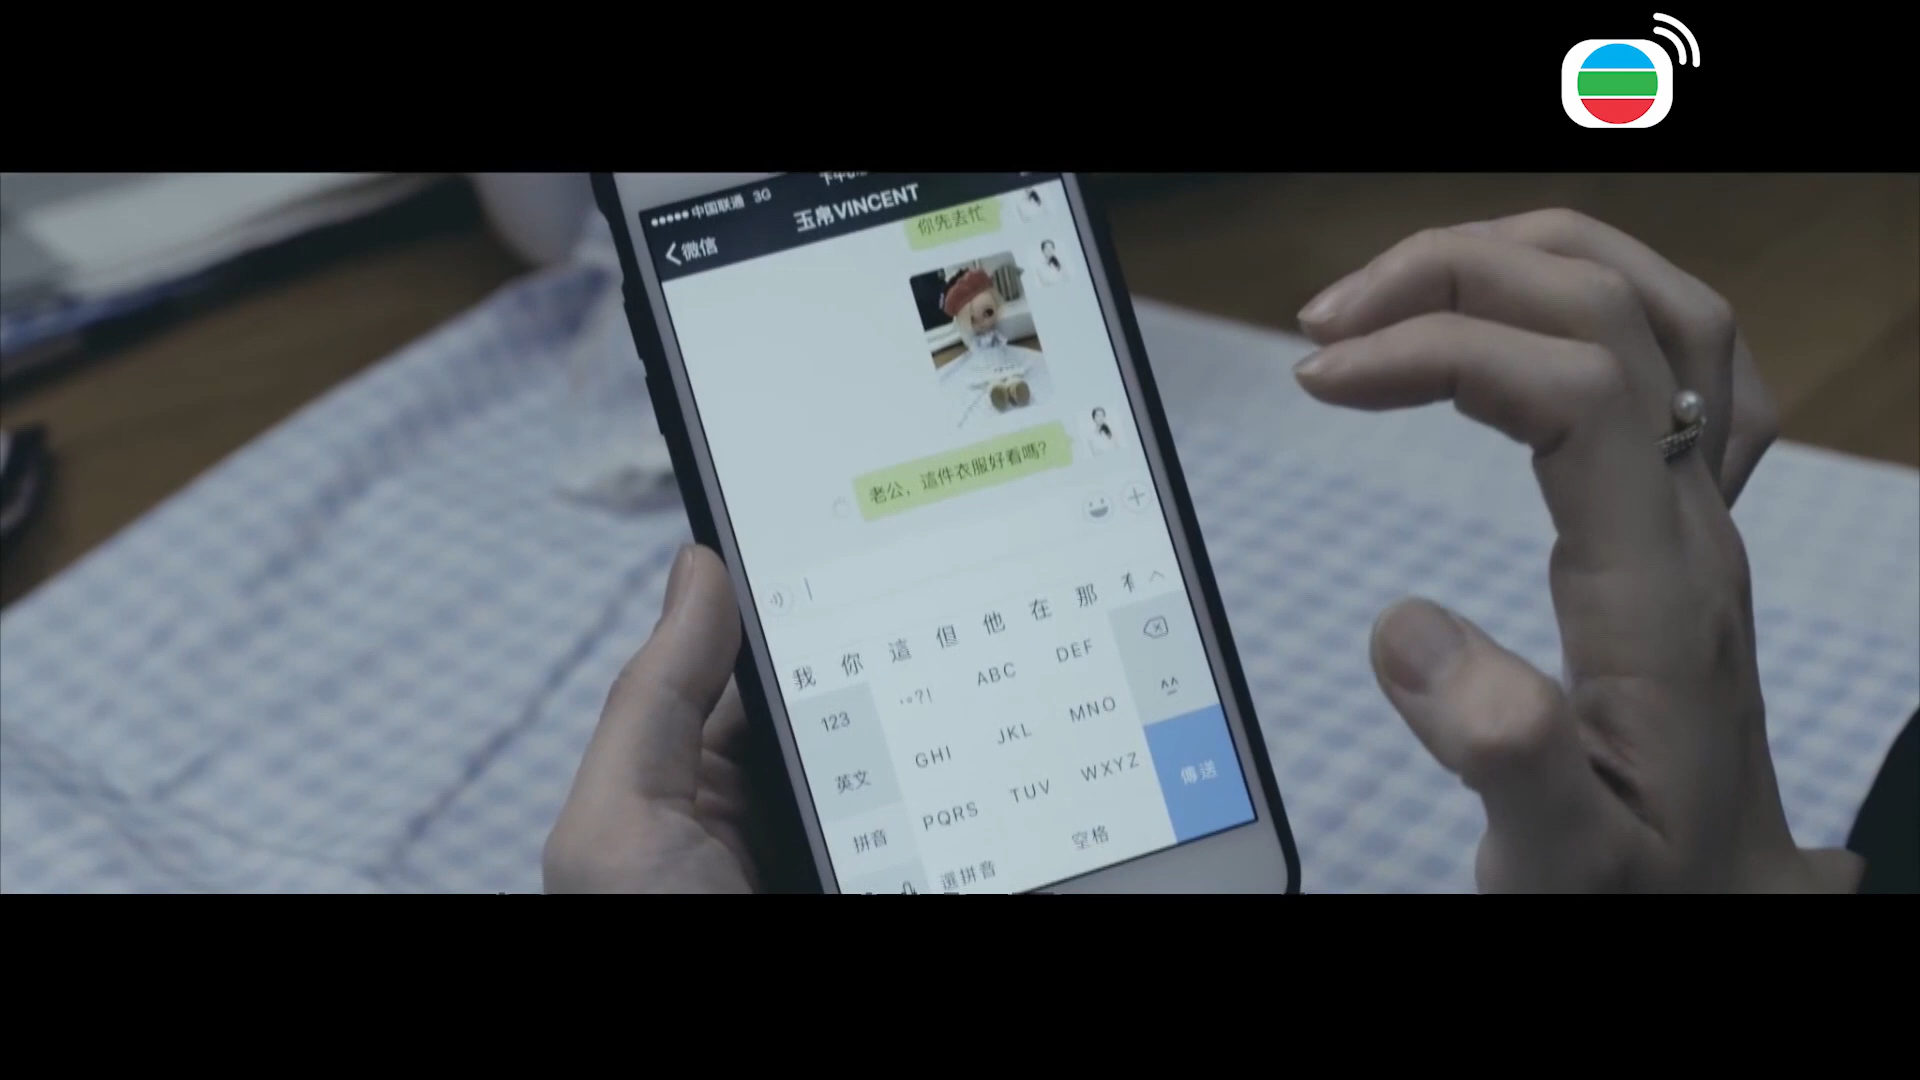 中国联通 3G
微信
玉帛VINCENT
你先去忙
老公，這件衣服好看嗎？
我 你 這 但 他 在 那
123
ABC
DEF
英文
GHI
JKL
MNO
拼音
PQRS
TUV
WXYZ
傳送
選拼音
空格